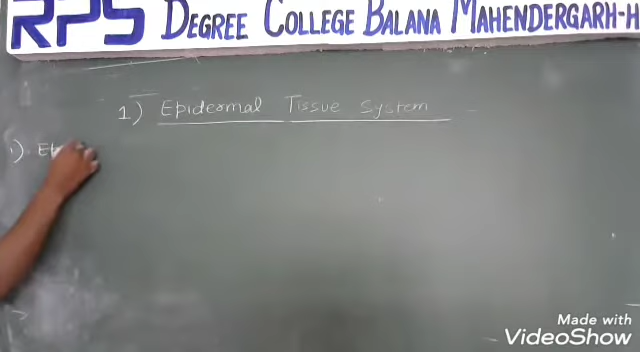 RPS DEGREE COLLEGE BALANA MAHENDERGARH-H
1) Epidermal Tissue System
Made with
VideoShow